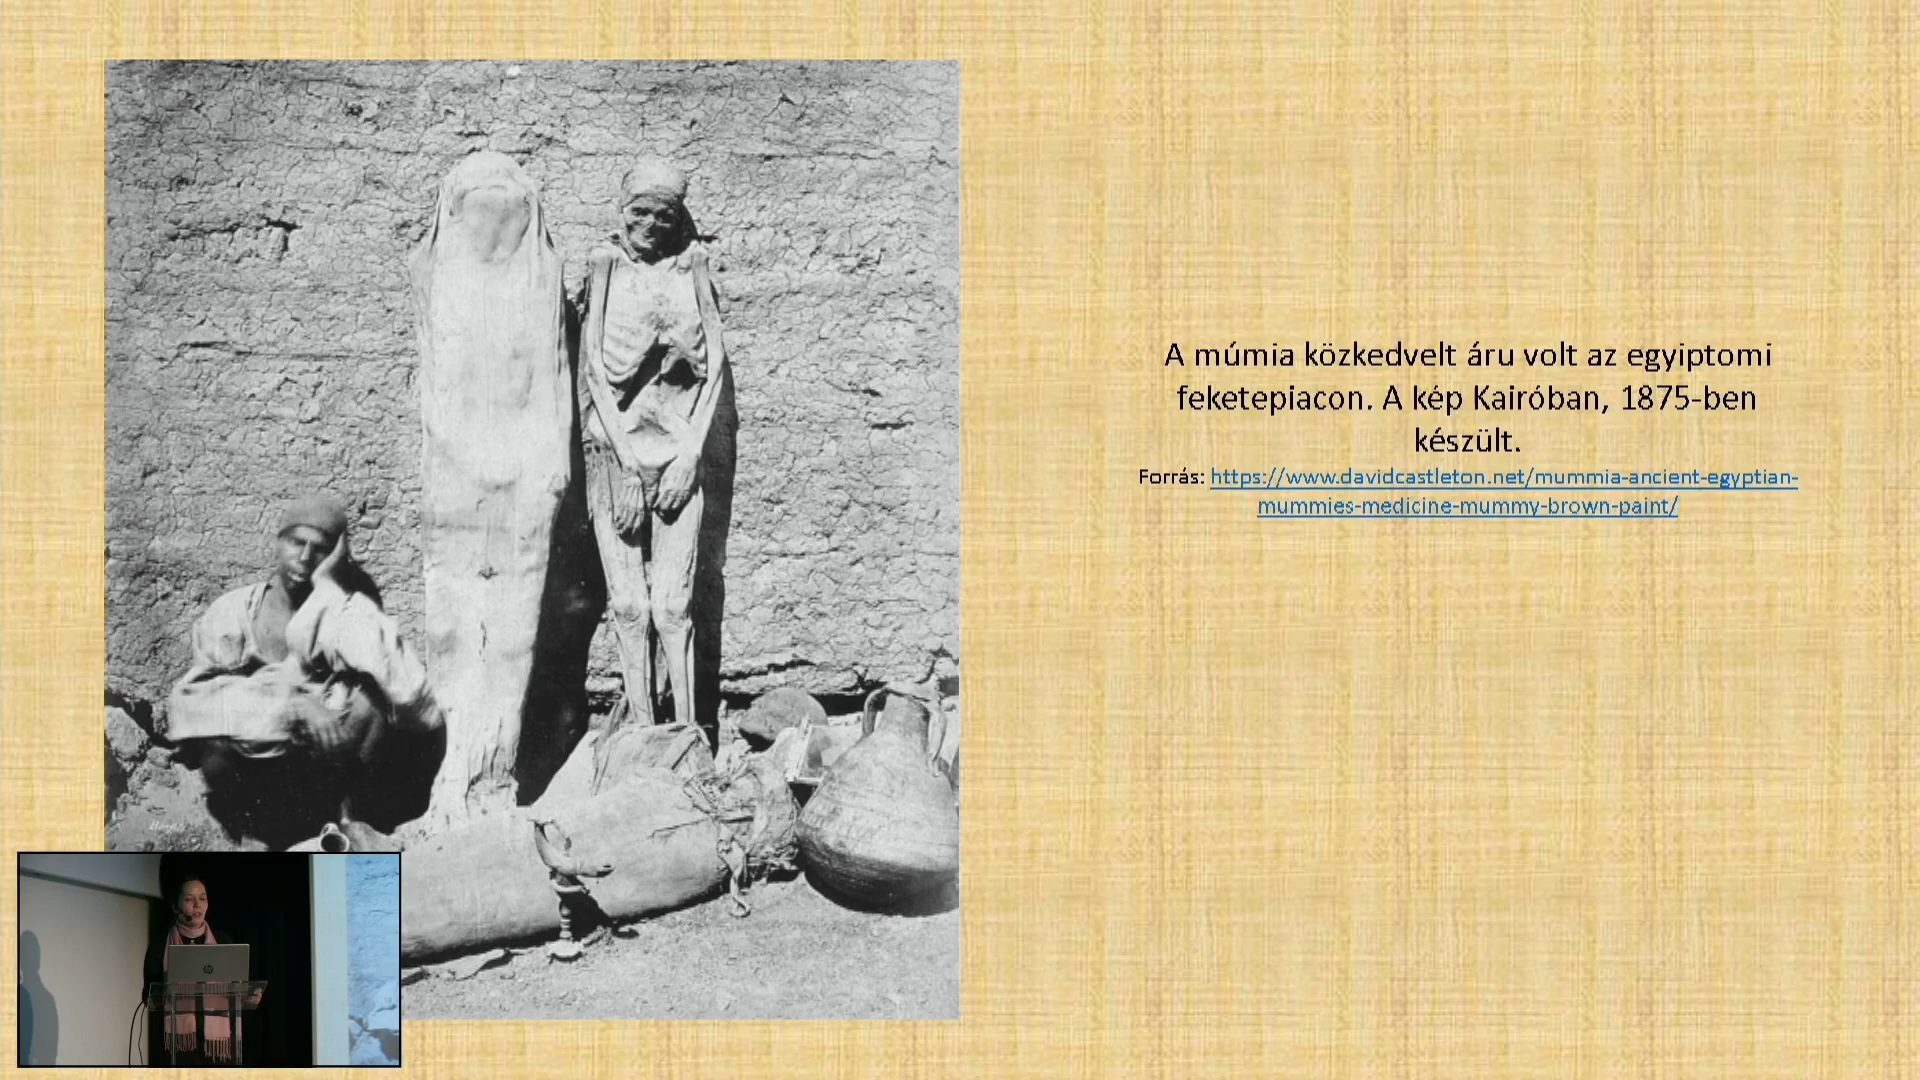 A múmia közkedvelt áru volt az egyiptomi
feketepiacon. A kép Kairóban, 1875-ben
készült.
Forrás: https://www.davidcastleton.net/mummia-ancient-egyptian-
mummies-medicine-mummy-brown-paint/
hp